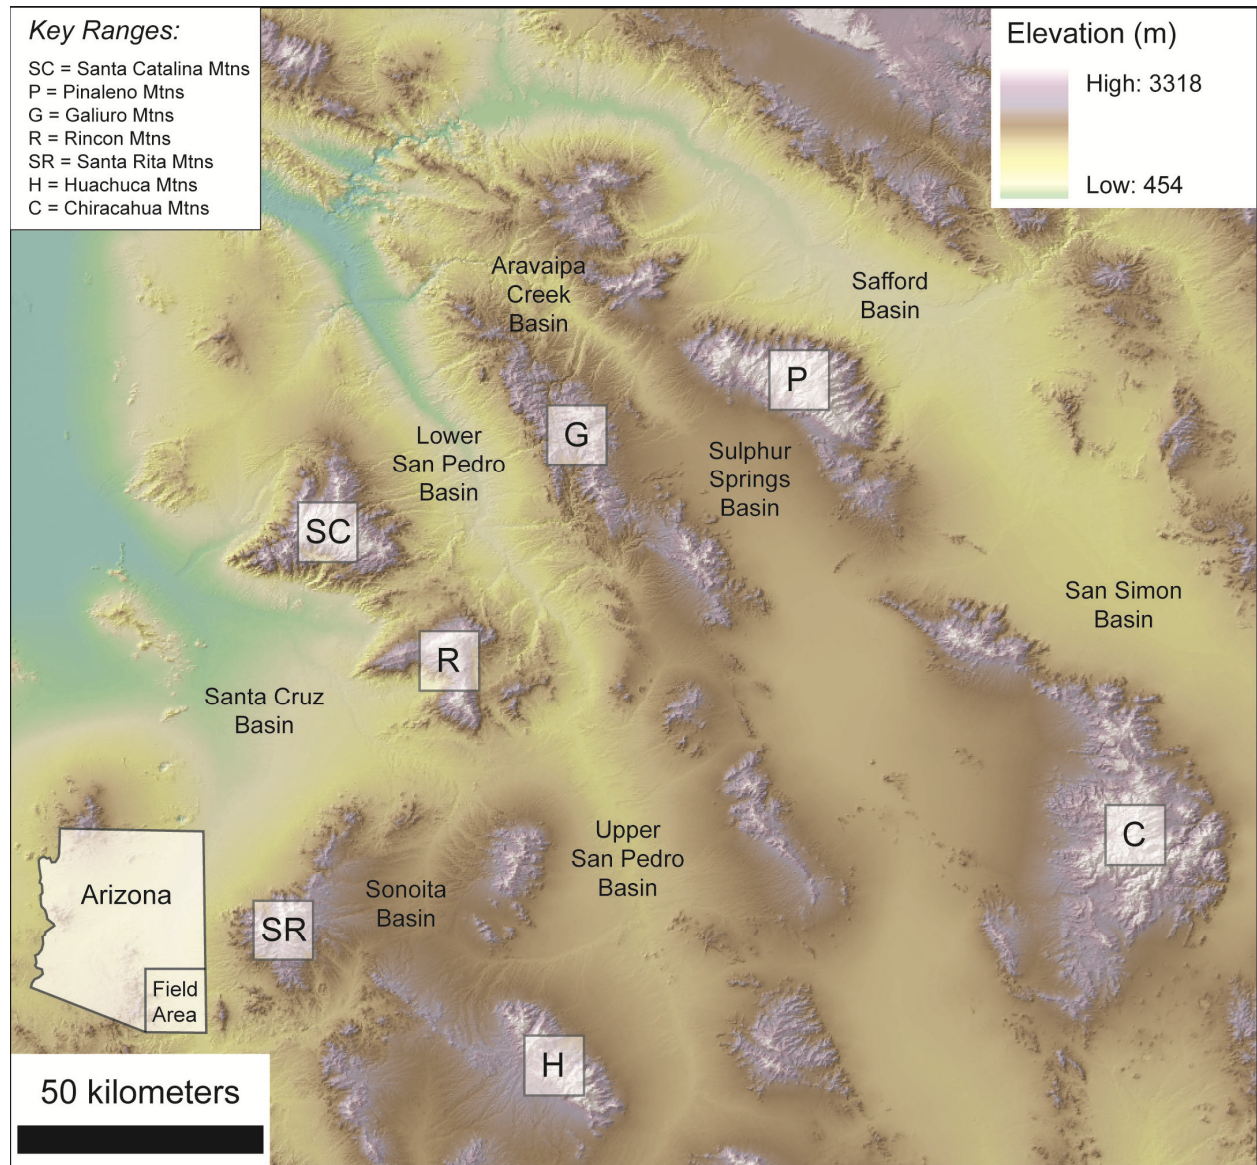 Key Ranges:
SC = Santa Catalina Mtns
P = Pinaleno Mtns
G = Galiuro Mtns
R = Rincon Mtns
SR = Santa Rita Mtns
H = Huachuca Mtns
C = Chiracahua Mtns
Elevation (m)
High: 3318
Low: 454
Aravaipa
Creek
Basin
Safford
Basin
P
G
Lower
San Pedro
Basin
Sulphur
Springs
Basin
SC
San Simon
Basin
R
Santa Cruz
Basin
Upper
San Pedro
Basin
C
Arizona
Sonoita
Basin
SR
Field
Area
H
50 kilometers